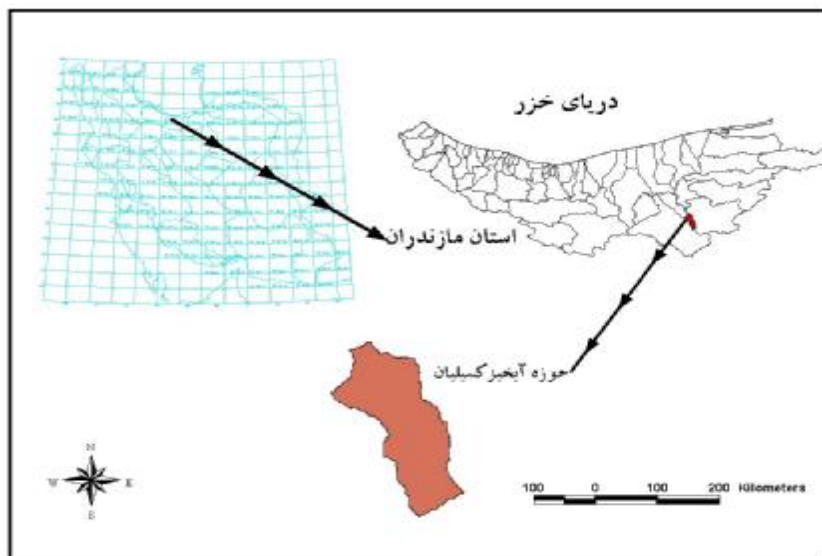 دریای خزر
استان مازندران
حوزه آبخیز کسیلیان
N
W E
S
100 0 100 200 Kilometers